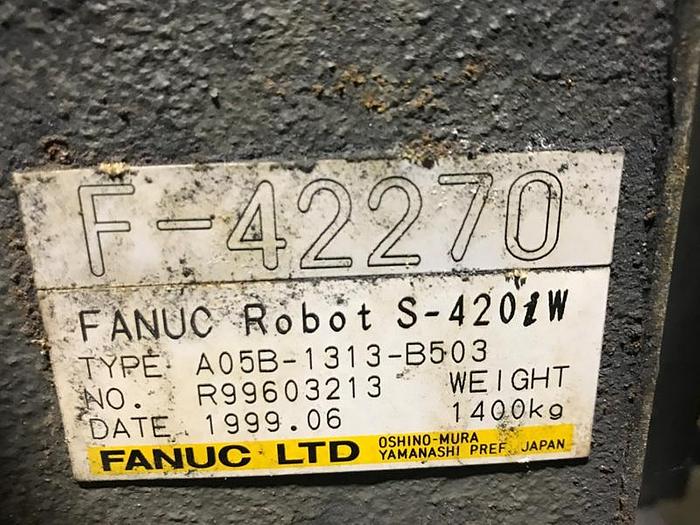 F-42270
FANUC Robot S-420iW
TYPE A05B-1313-B503
NO. R99603213 WEIGHT
DATE 1999.06 1400kg
FANUC LTD OSHINO-MURA
YAMANASHI PREF. JAPAN